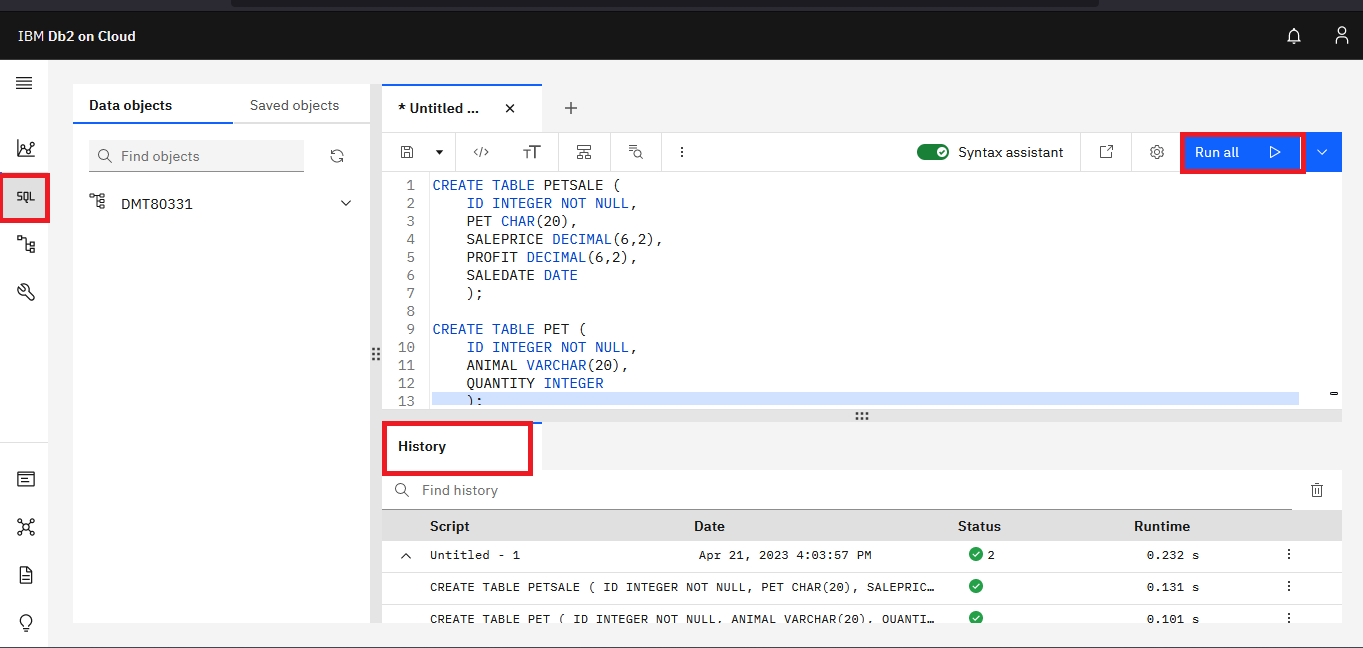 IBM Db2 on Cloud
Data objects
Saved objects
Find objects
SQL
DMT80331
* Untitled ...
Syntax assistant
Run all
1 CREATE TABLE PETSALE (
2 ID INTEGER NOT NULL,
3 PET CHAR(20),
4 SALEPRICE DECIMAL(6,2),
5 PROFIT DECIMAL(6,2),
6 SALEDATE DATE
7 );
8
9 CREATE TABLE PET (
10 ID INTEGER NOT NULL,
11 ANIMAL VARCHAR(20),
12 QUANTITY INTEGER
13 );
History
Find history
Script Date Status Runtime
Untitled - 1 Apr 21, 2023 4:03:57 PM 2 0.232 s
CREATE TABLE PETSALE ( ID INTEGER NOT NULL, PET CHAR(20), SALEPRIC… 0.131 s
CREATE TABLE PET ( ID INTEGER NOT NULL, ANIMAL VARCHAR(20), QUANTI… 0.101 s